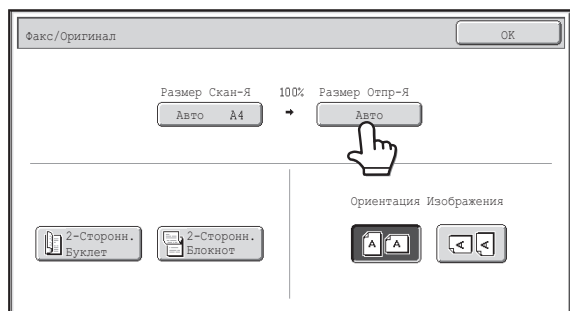 Факс/Оригинал
OK
Размер Скан-Я 100% Размер Отпр-Я
Авто A4 → Авто
Ориентация Изображения
2-Сторонн. Буклет
2-Сторонн. Блокнот
A A A A